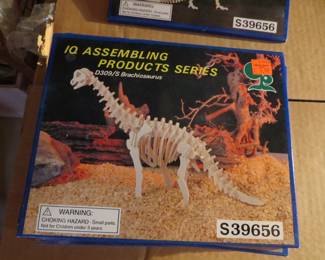 S39656
IQ ASSEMBLING
PRODUCTS SERIES
D309/S Brachiosaurus
WARNING:
CHOKING HAZARD - Small parts.
Not for Children under 3 years.
S39656